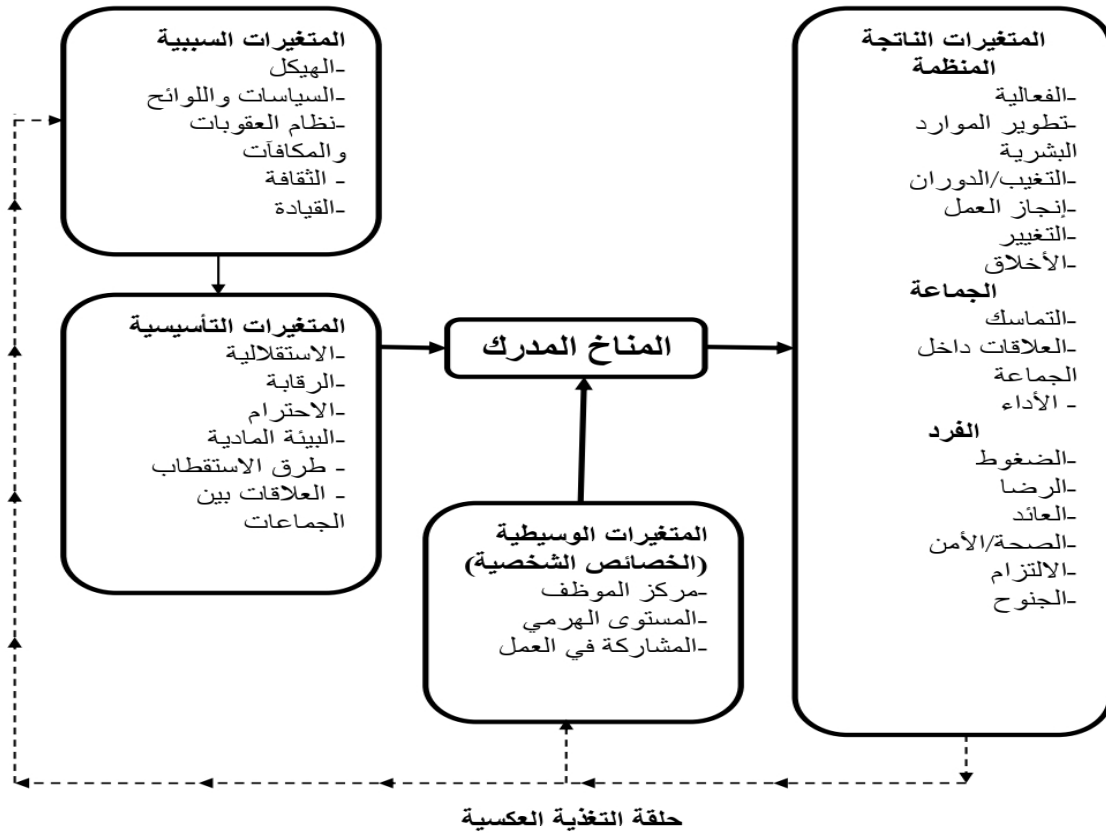 المتغيرات السببية
-الهيكل
-السياسات واللوائح
-نظام العقوبات
والمكافآت
- الثقافة
-القيادة
المتغيرات التأسيسية
-الاستقلالية
-الرقابة
-الاحترام
-البيئة المادية
- طرق الاستقطاب
- العلاقات بين
الجماعات
المناخ المدرك
المتغيرات الوسيطية
(الخصائص الشخصية)
-مركز الموظف
-المستوى الهرمي
-المشاركة في العمل
المتغيرات الناتجة
المنظمة
-الفعالية
-تطوير الموارد
البشرية
-التغيب/الدوران
-إنجاز العمل
-التغيير
-الأخلاق
الجماعة
-التماسك
-العلاقات داخل
الجماعة
- الأداء
الفرد
-الضغوط
-الرضا
-العائد
-الصحة/الأمن
-الالتزام
-الجنوح
حلقة التغذية العكسية